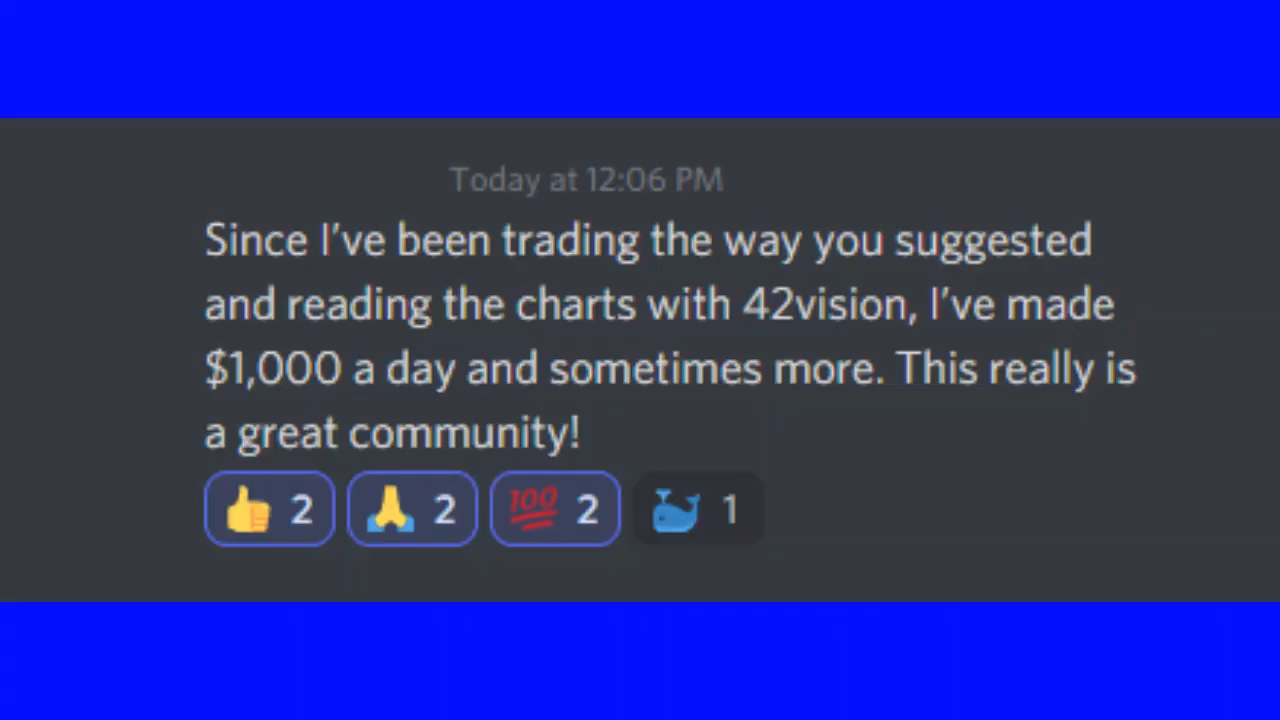 Today at 12:06 PM
Since I've been trading the way you suggested
and reading the charts with 42vision, I've made
$1,000 a day and sometimes more. This really is
a great community!
👍 2 🙏 2 💯 2 🐳 1